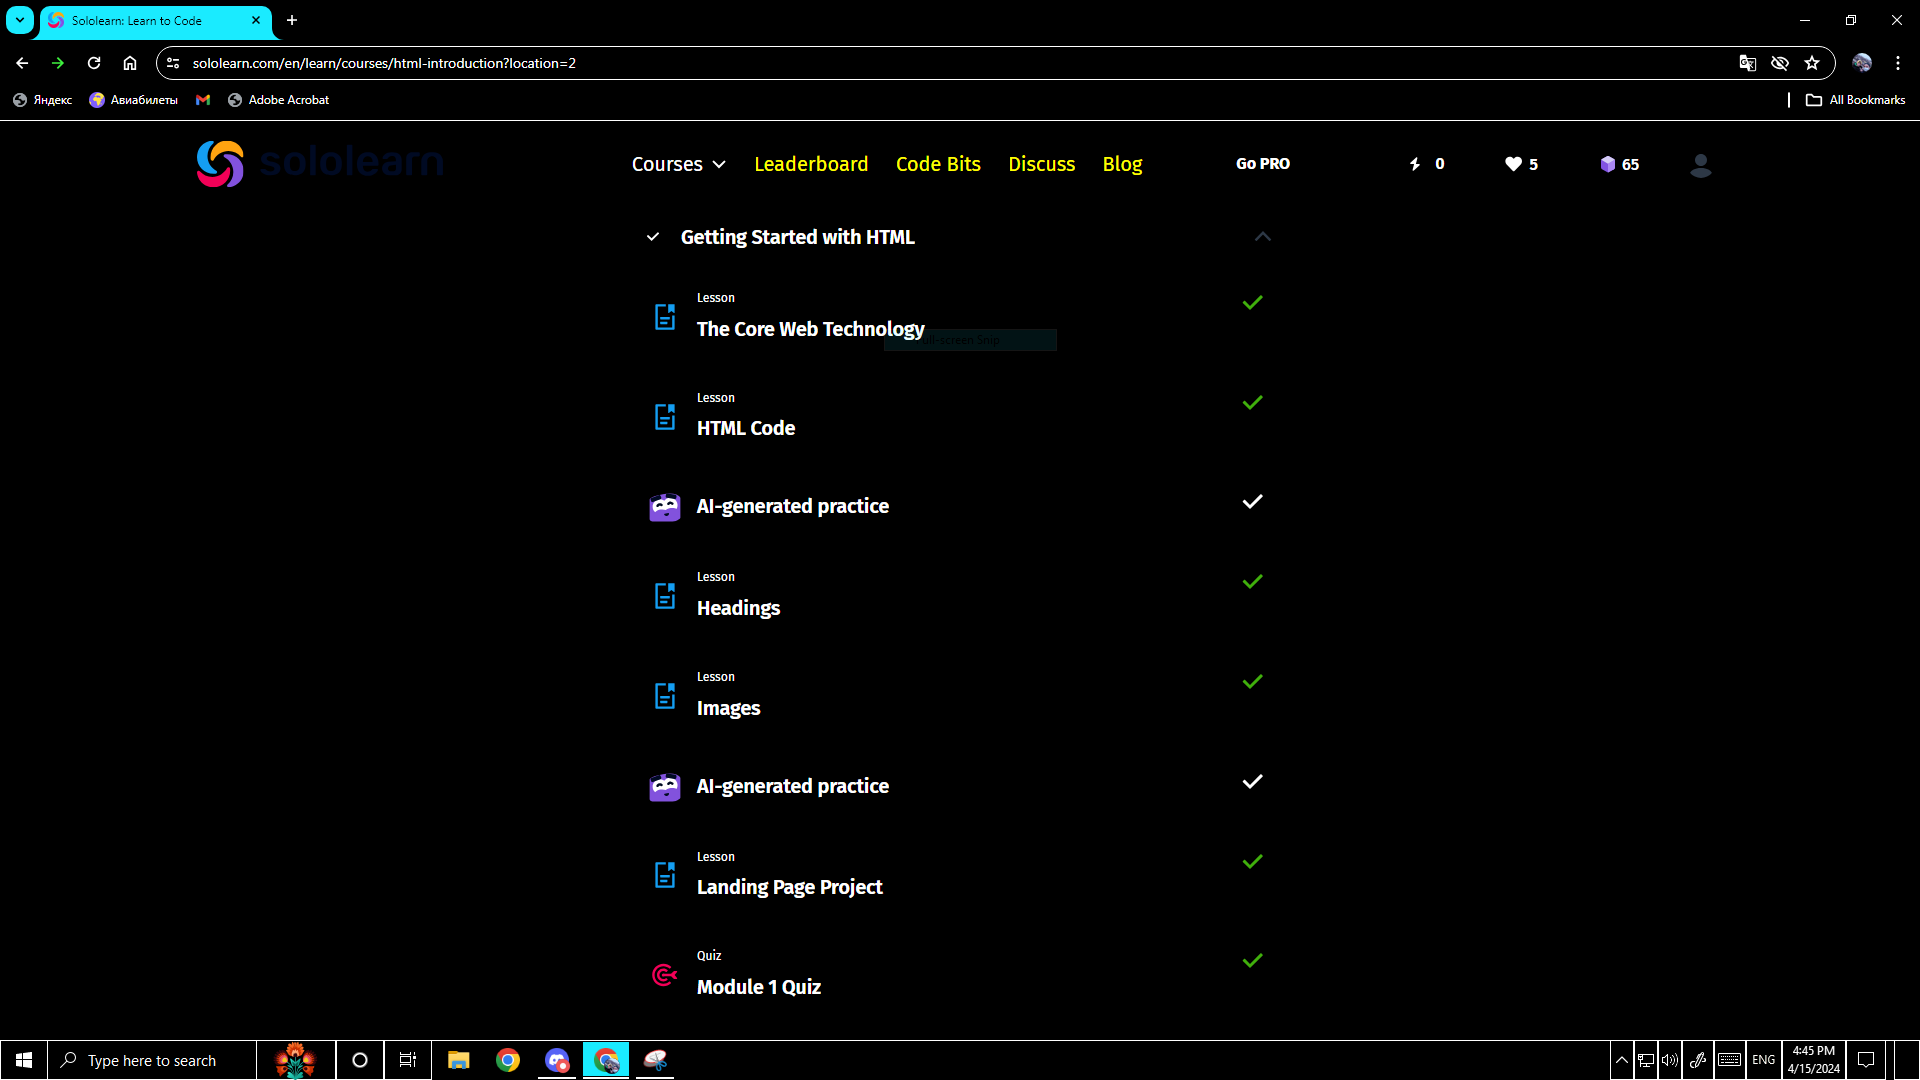 Sololearn: Learn to Code
sololearn.com/en/learn/courses/html-introduction?location=2
Яндекс Авиабилеты Adobe Acrobat All Bookmarks
sololearn Courses Leaderboard Code Bits Discuss Blog Go PRO 0 5 65
Getting Started with HTML
Lesson
The Core Web Technology
ull-screen Snip
Lesson
HTML Code
AI-generated practice
Lesson
Headings
Lesson
Images
AI-generated practice
Lesson
Landing Page Project
Quiz
Module 1 Quiz
Type here to search
ENG
4:45 PM
4/15/2024